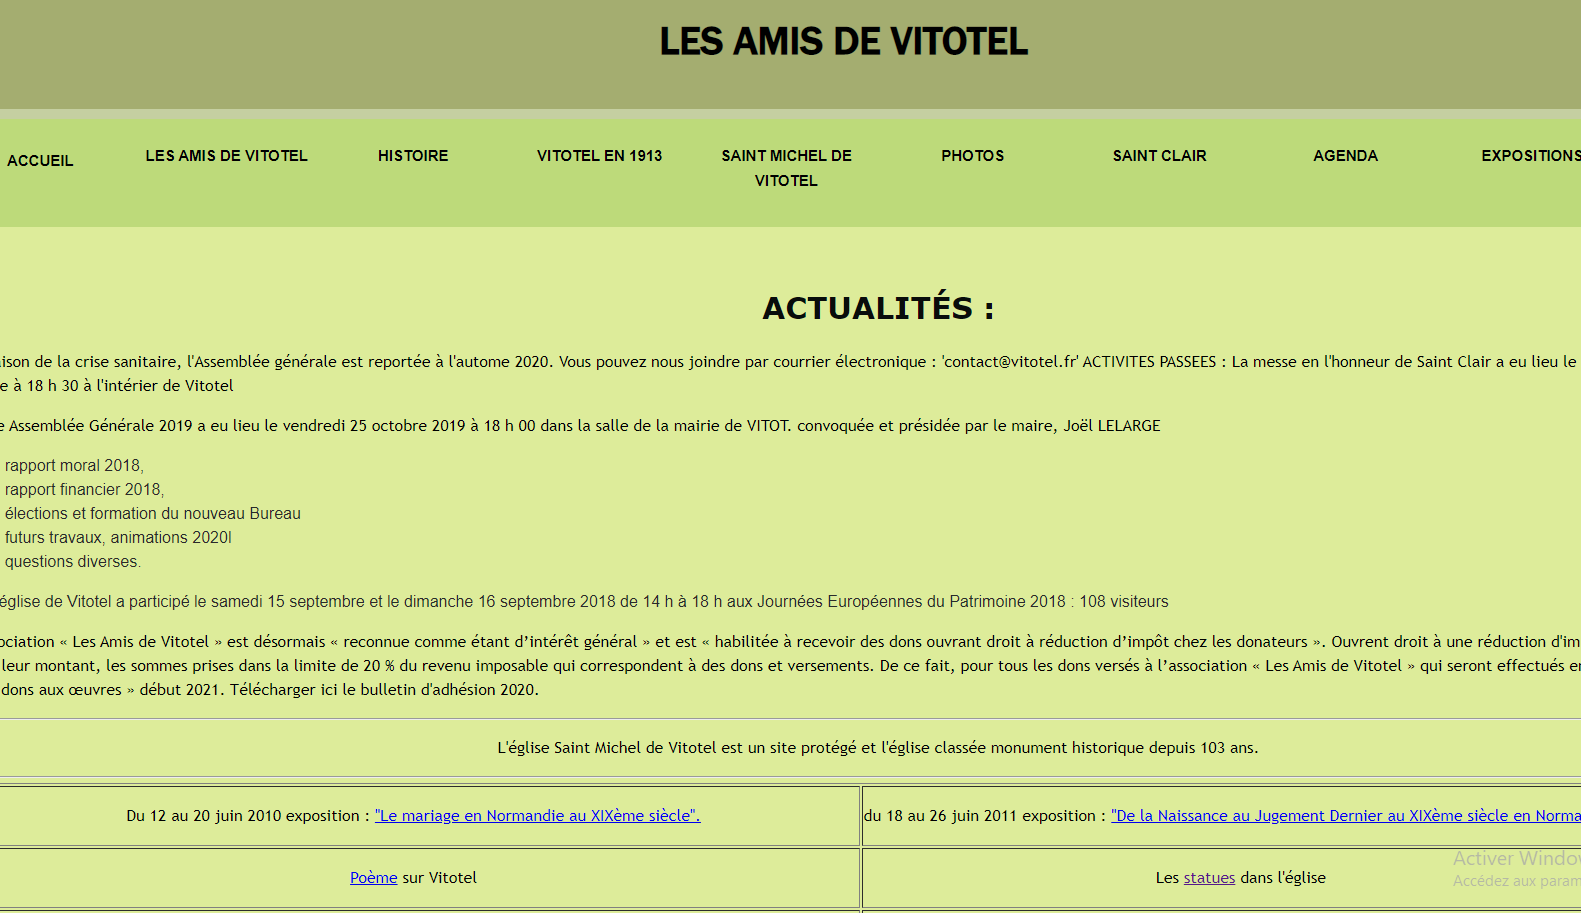 LES AMIS DE VITOTEL
ACCUEIL
LES AMIS DE VITOTEL
HISTOIRE
VITOTEL EN 1913
SAINT MICHEL DE
VITOTEL
PHOTOS
SAINT CLAIR
AGENDA
EXPOSITIONS
ACTUALITÉS :
de la crise sanitaire, l'Assemblée générale est reportée à l'autome 2020. Vous pouvez nous joindre par courrier électronique : 'contact@vitotel.fr' ACTIVITES PASSEES : La messe en l'honneur de Saint Clair a eu lieu le
à 18 h 30 à l'intérier de Vitotel
Assemblée Générale 2019 a eu lieu le vendredi 25 octobre 2019 à 18 h 00 dans la salle de la mairie de VITOT. convoquée et présidée par le maire, Joël LELARGE
rapport moral 2018,
rapport financier 2018,
élections et formation du nouveau Bureau
futurs travaux, animations 2020l
questions diverses.
église de Vitotel a participé le samedi 15 septembre et le dimanche 16 septembre 2018 de 14 h à 18 h aux Journées Européennes du Patrimoine 2018 : 108 visiteurs
« Les Amis de Vitotel » est désormais « reconnue comme étant d’intérêt général » et est « habilitée à recevoir des dons ouvrant droit à réduction d’impôt chez les donateurs ». Ouvrent droit à une réduction d'im
leur montant, les sommes prises dans la limite de 20 % du revenu imposable qui correspondent à des dons et versements. De ce fait, pour tous les dons versés à l’association « Les Amis de Vitotel » qui seront effectués
dons aux œuvres » début 2021. Télécharger ici le bulletin d'adhésion 2020.
L'église Saint Michel de Vitotel est un site protégé et l'église classée monument historique depuis 103 ans.
Du 12 au 20 juin 2010 exposition : "Le mariage en Normandie au XIXème siècle".
du 18 au 26 juin 2011 exposition : "De la Naissance au Jugement Dernier au XIXème siècle en Norma
Poème sur Vitotel
Les statues dans l'église
Activer Window
Accédez aux param